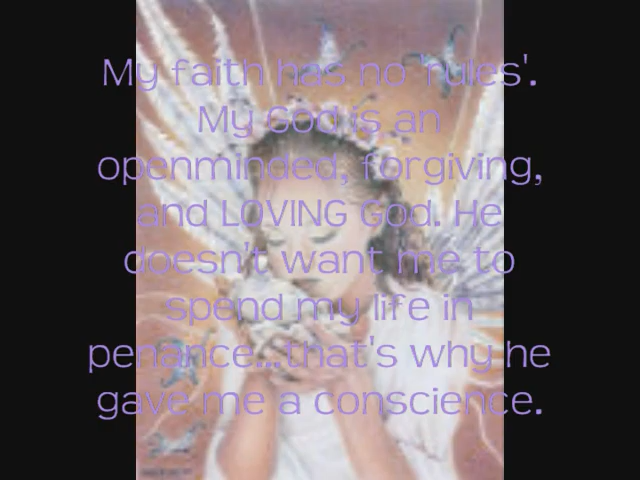 My faith has no 'rules'.
My God is an
openminded, forgiving,
and LOVING God. He
doesn't want me to
spend my life in
penance...that's why he
gave me a conscience.